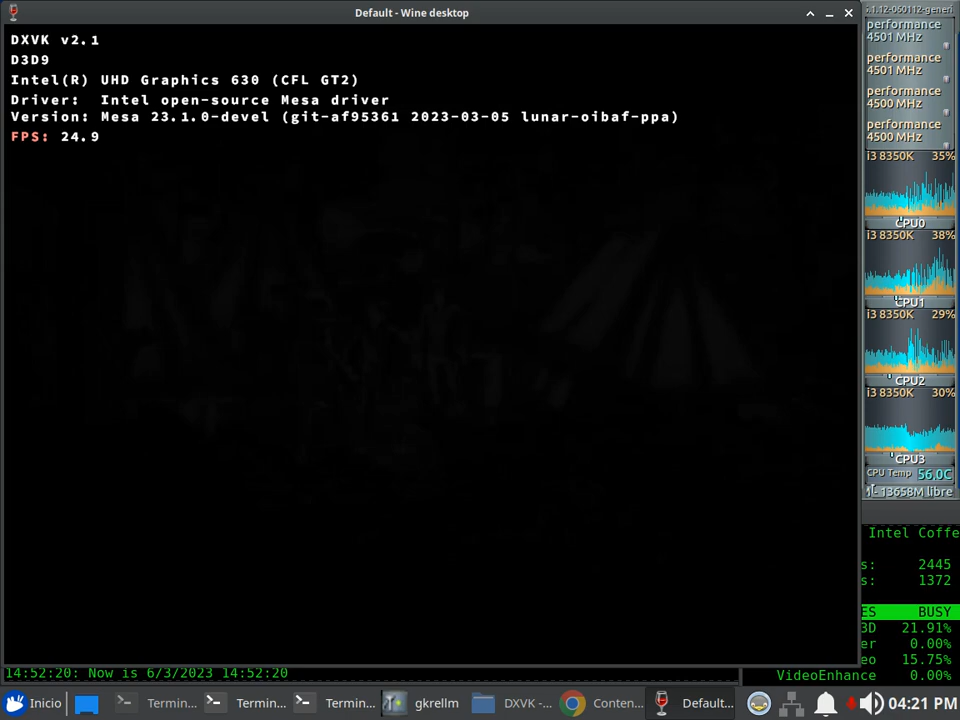 Default - Wine desktop
DXVK v2.1
D3D9
Intel(R) UHD Graphics 630 (CFL GT2)
Driver: Intel open-source Mesa driver
Version: Mesa 23.1.0-devel (git-af95361 2023-03-05 lunar-oibaf-ppa)
FPS: 24.9
performance
4501 MHz
performance
4501 MHz
performance
4500 MHz
performance
4500 MHz
i3 8350K 35%
CPU0
i3 8350K 38%
CPU1
i3 8350K 29%
CPU2
i3 8350K 30%
CPU3
CPU Temp 56.0C
13658M libre
Intel Coffe
s: 2445
s: 1372
ES BUSY
3D 21.91%
er 0.00%
eo 15.75%
VideoEnhance 0.00%
14:52:20: Now is 6/3/2023 14:52:20
Inicio
Termin...
Termin...
Termin...
gkrellm
DXVK -...
Conten...
Default...
04:21 PM